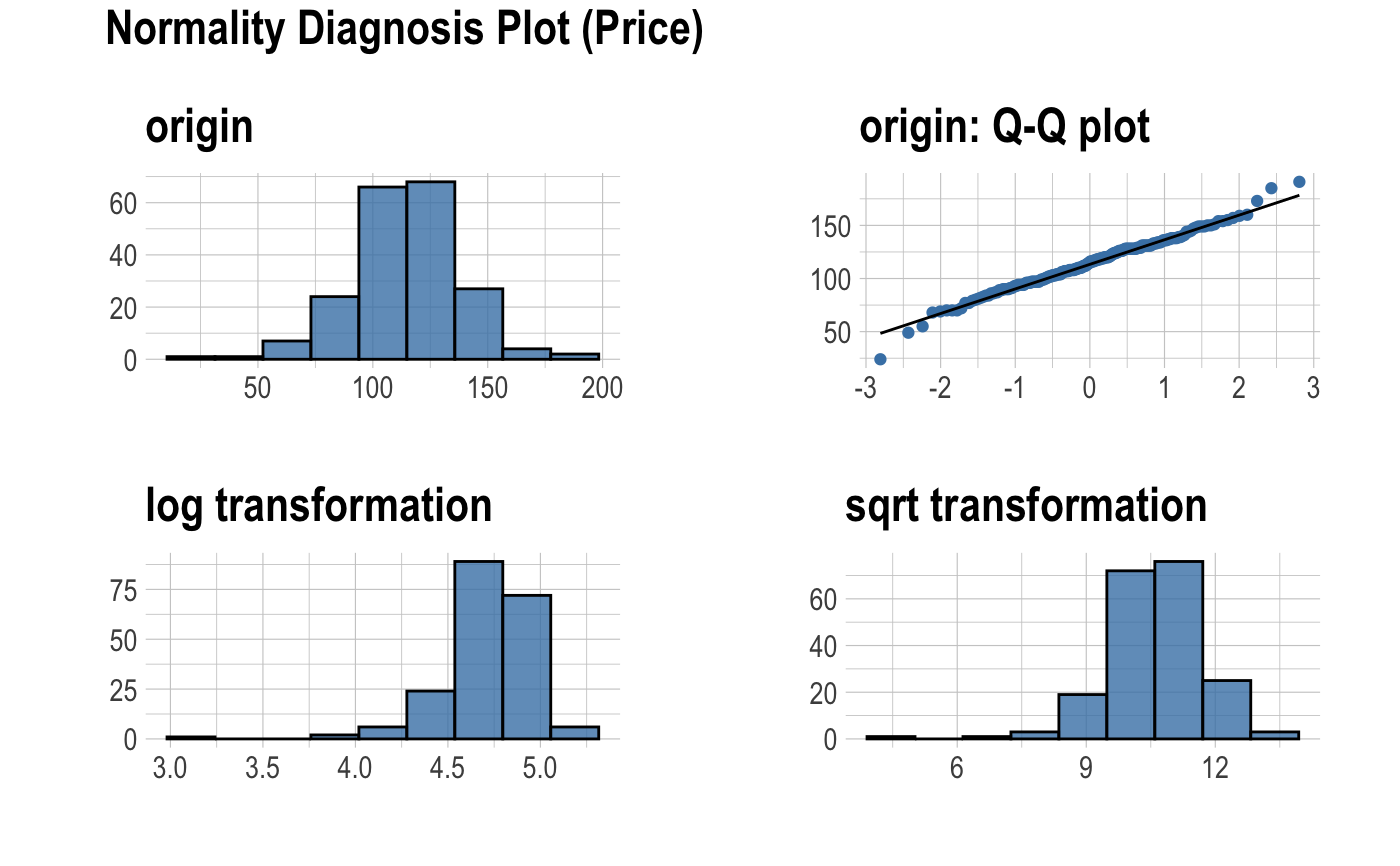 Normality Diagnosis Plot (Price)
origin
60
40
20
0
50 100 150 200
origin: Q-Q plot
150
100
50
-3 -2 -1 0 1 2 3
log transformation
75
50
25
0
3.0 3.5 4.0 4.5 5.0
sqrt transformation
60
40
20
0
6 9 12